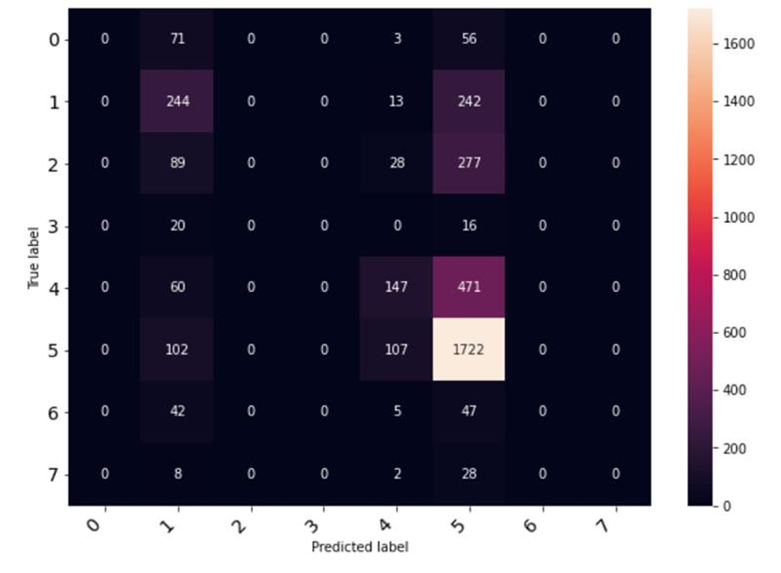 0 0 71 0 0 3 56 0 0
1 0 244 0 0 13 242 0 0
2 0 89 0 0 28 277 0 0
3 0 20 0 0 0 16 0 0
4 0 60 0 0 147 471 0 0
5 0 102 0 0 107 1722 0 0
6 0 42 0 0 5 47 0 0
7 0 8 0 0 2 28 0 0
True label
0 1 2 3 4 5 6 7
Predicted label
1600
1400
1200
1000
800
600
400
200
0